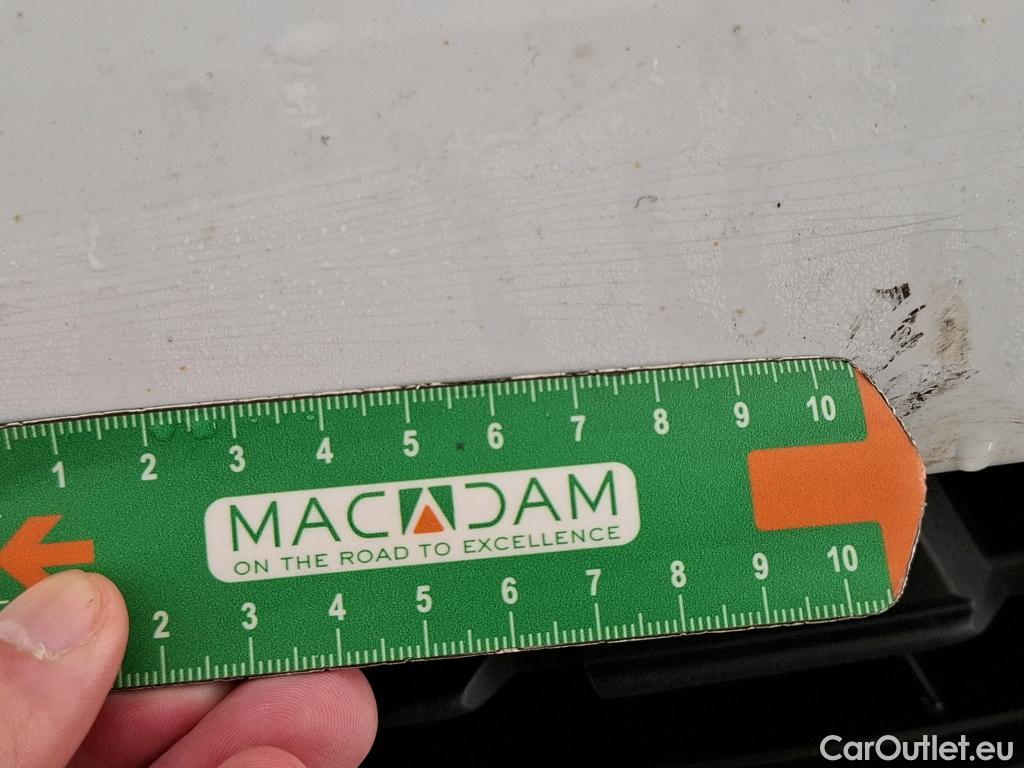 1 2 3 4 5 6 7 8 9 10
MACADAM
ON THE ROAD TO EXCELLENCE
2 3 4 5 6 7 8 9 10
CarOutlet.eu